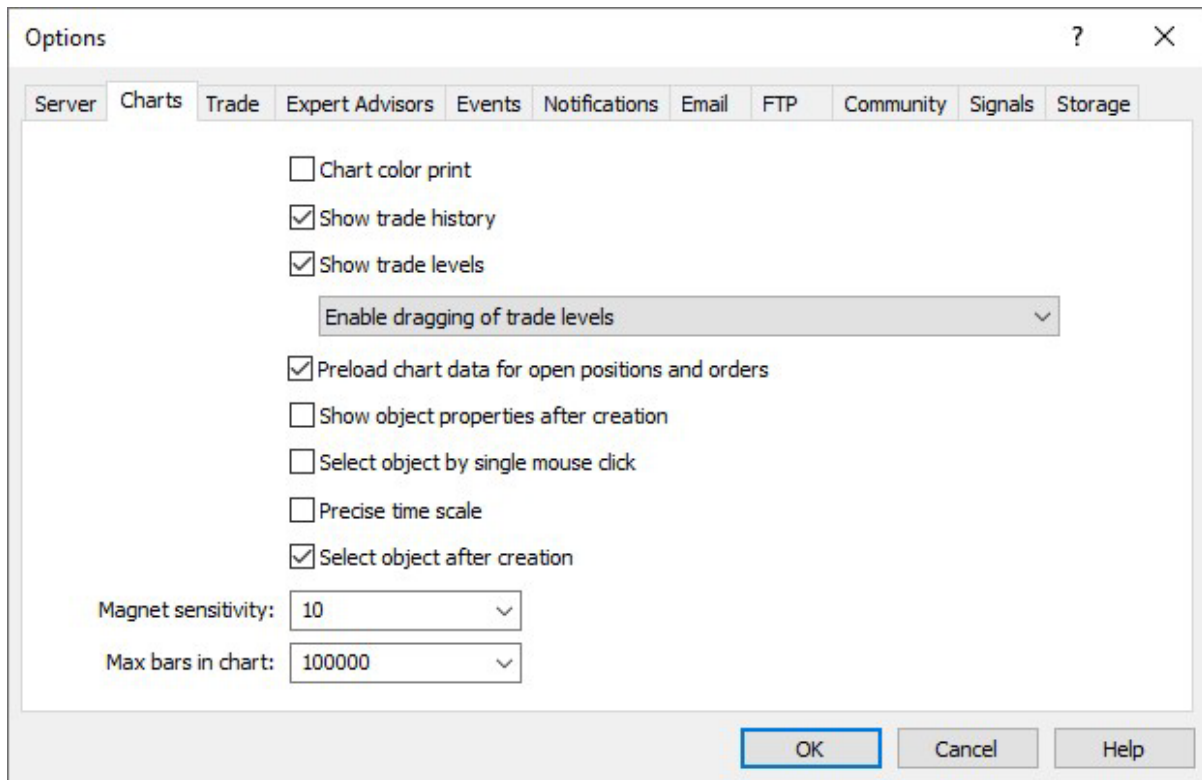 Options
?
Server Charts Trade Expert Advisors Events Notifications Email FTP Community Signals Storage
Chart color print
Show trade history
Show trade levels
Enable dragging of trade levels
Preload chart data for open positions and orders
Show object properties after creation
Select object by single mouse click
Precise time scale
Select object after creation
Magnet sensitivity: 10
Max bars in chart: 100000
OK Cancel Help